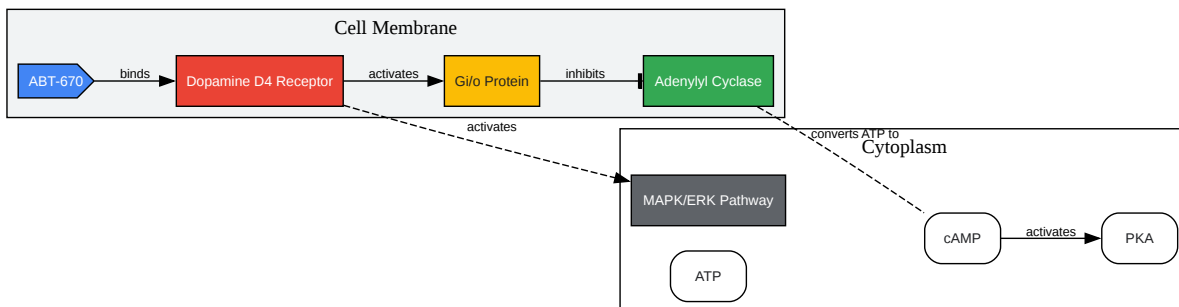 Cell Membrane
ABT-670
binds
Dopamine D4 Receptor
activates
Gi/o Protein
inhibits
Adenylyl Cyclase
activates
converts ATP to
Cytoplasm
MAPK/ERK Pathway
cAMP
activates
PKA
ATP